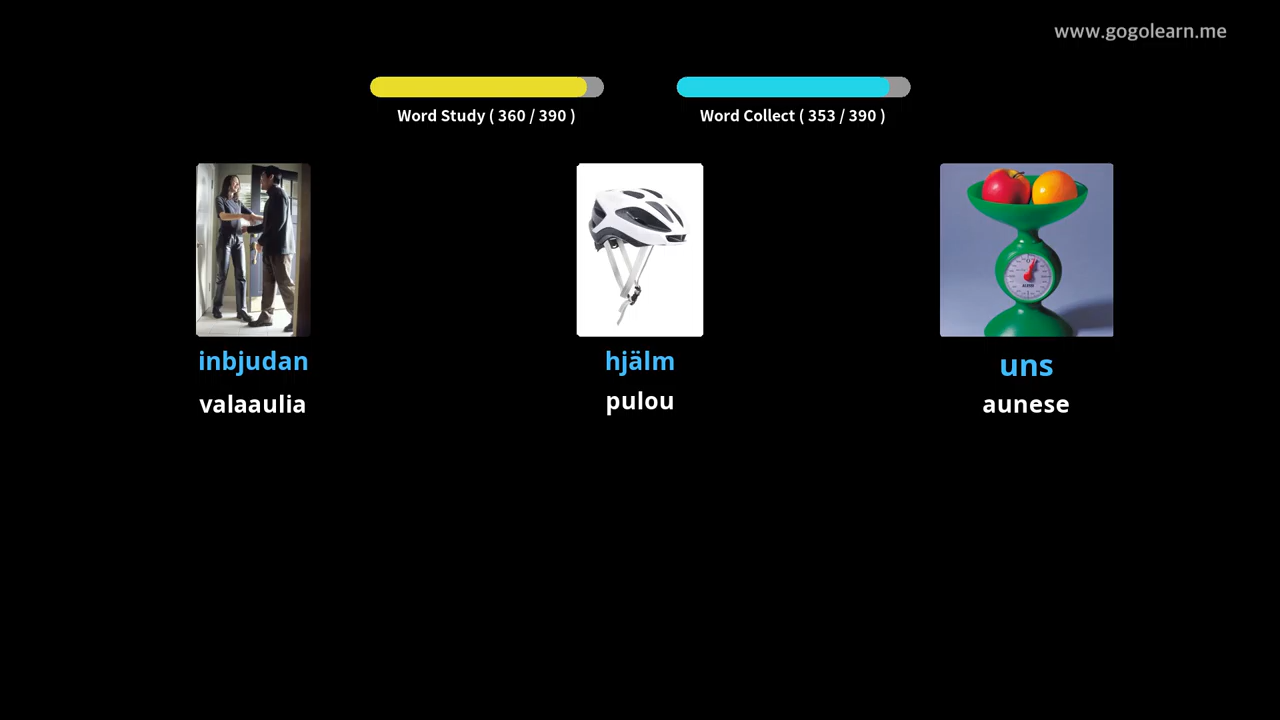 www.gogolearn.me
Word Study ( 360 / 390 )
Word Collect ( 353 / 390 )
inbjudan
valaaulia
hjälm
pulou
uns
aunese